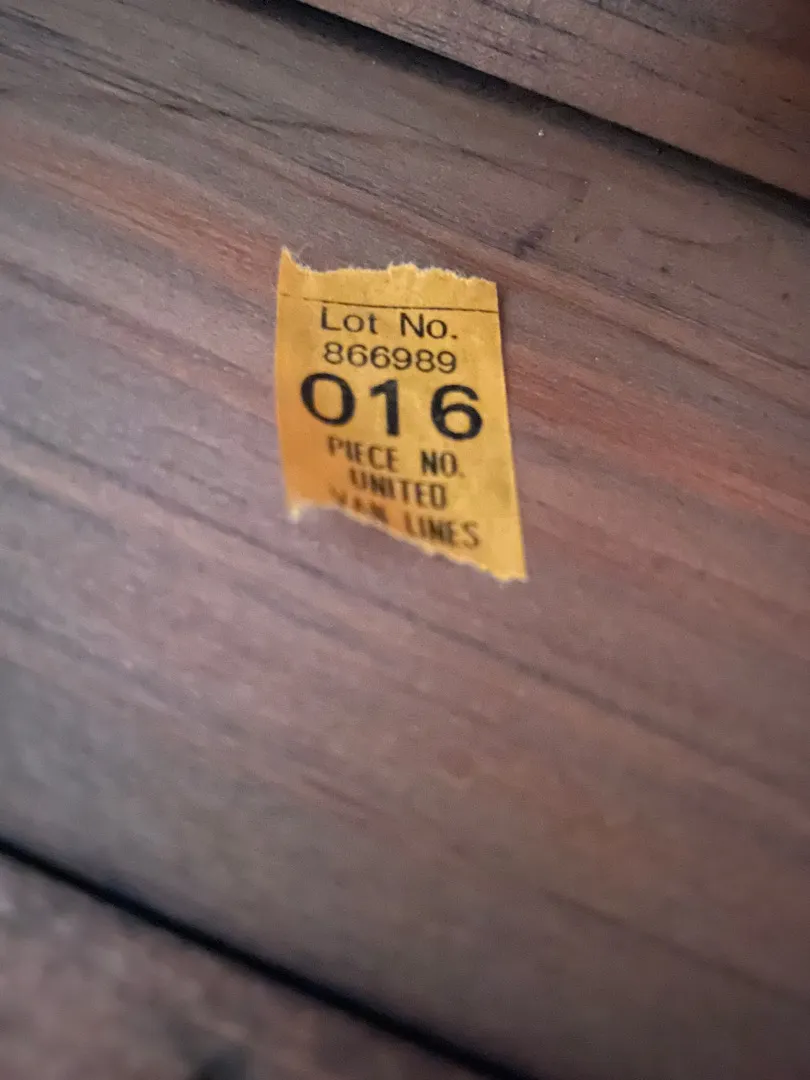 Lot No.
866989
016
PIECE NO.
UNITED
VAN LINES